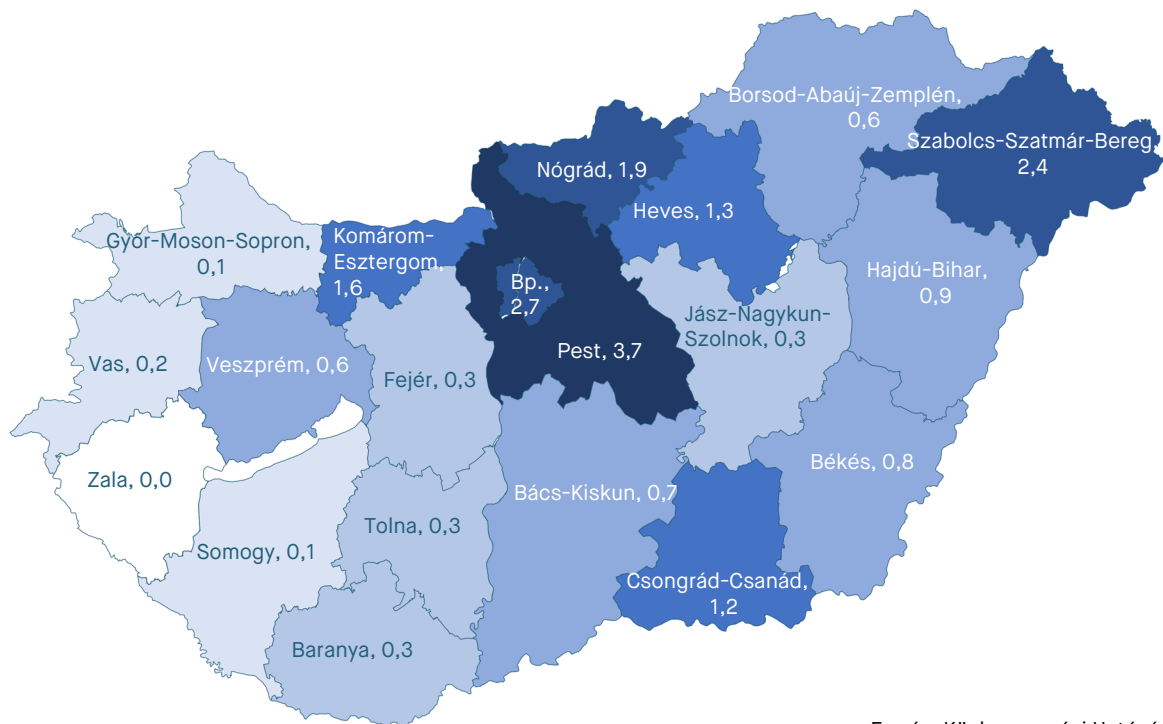 Borsod-Abaúj-Zemplén,
0,6
Szabolcs-Szatmár-Bereg,
2,4
Nógrád, 1,9
Heves, 1,3
Győr-Moson-Sopron,
0,1
Komárom-
Esztergom,
1,6
Bp.,
2,7
Hajdú-Bihar,
0,9
Jász-Nagykun-
Szolnok, 0,3
Pest, 3,7
Vas, 0,2
Veszprém, 0,6
Fejér, 0,3
Békés, 0,8
Zala, 0,0
Bács-Kiskun, 0,7
Tolna, 0,3
Somogy, 0,1
Csongrád-Csanád,
1,2
Baranya, 0,3